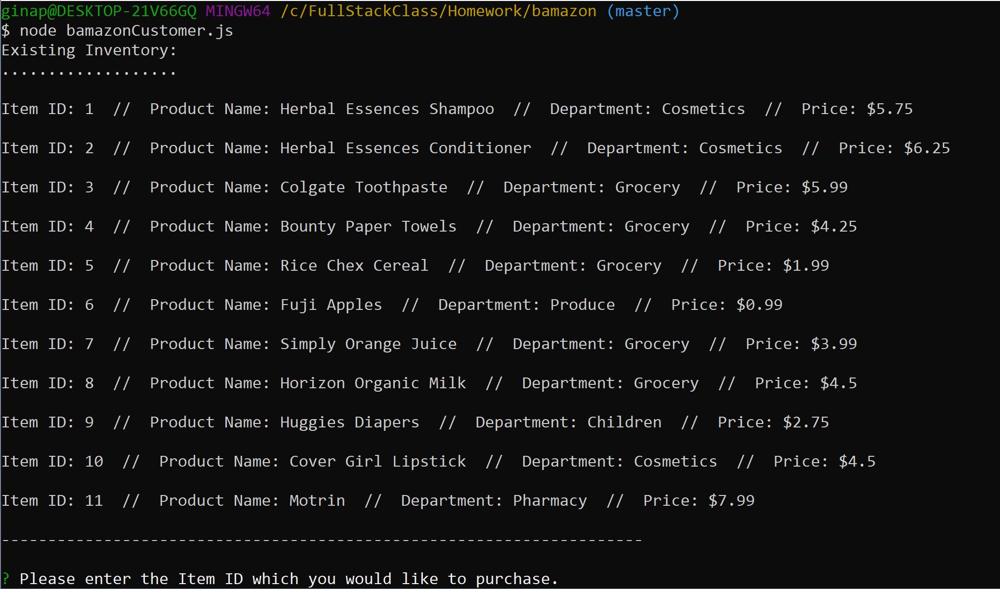 ginap@DESKTOP-21V66GQ MINGW64 /c/FullStackClass/Homework/bamazon (master)
$ node bamazonCustomer.js
Existing Inventory:
...................
Item ID: 1  //  Product Name: Herbal Essences Shampoo  //  Department: Cosmetics  //  Price: $5.75
Item ID: 2  //  Product Name: Herbal Essences Conditioner  //  Department: Cosmetics  //  Price: $6.25
Item ID: 3  //  Product Name: Colgate Toothpaste  //  Department: Grocery  //  Price: $5.99
Item ID: 4  //  Product Name: Bounty Paper Towels  //  Department: Grocery  //  Price: $4.25
Item ID: 5  //  Product Name: Rice Chex Cereal  //  Department: Grocery  //  Price: $1.99
Item ID: 6  //  Product Name: Fuji Apples  //  Department: Produce  //  Price: $0.99
Item ID: 7  //  Product Name: Simply Orange Juice  //  Department: Grocery  //  Price: $3.99
Item ID: 8  //  Product Name: Horizon Organic Milk  //  Department: Grocery  //  Price: $4.5
Item ID: 9  //  Product Name: Huggies Diapers  //  Department: Children  //  Price: $2.75
Item ID: 10  //  Product Name: Cover Girl Lipstick  //  Department: Cosmetics  //  Price: $4.5
Item ID: 11  //  Product Name: Motrin  //  Department: Pharmacy  //  Price: $7.99
---------------------------------------------------------------------
? Please enter the Item ID which you would like to purchase.